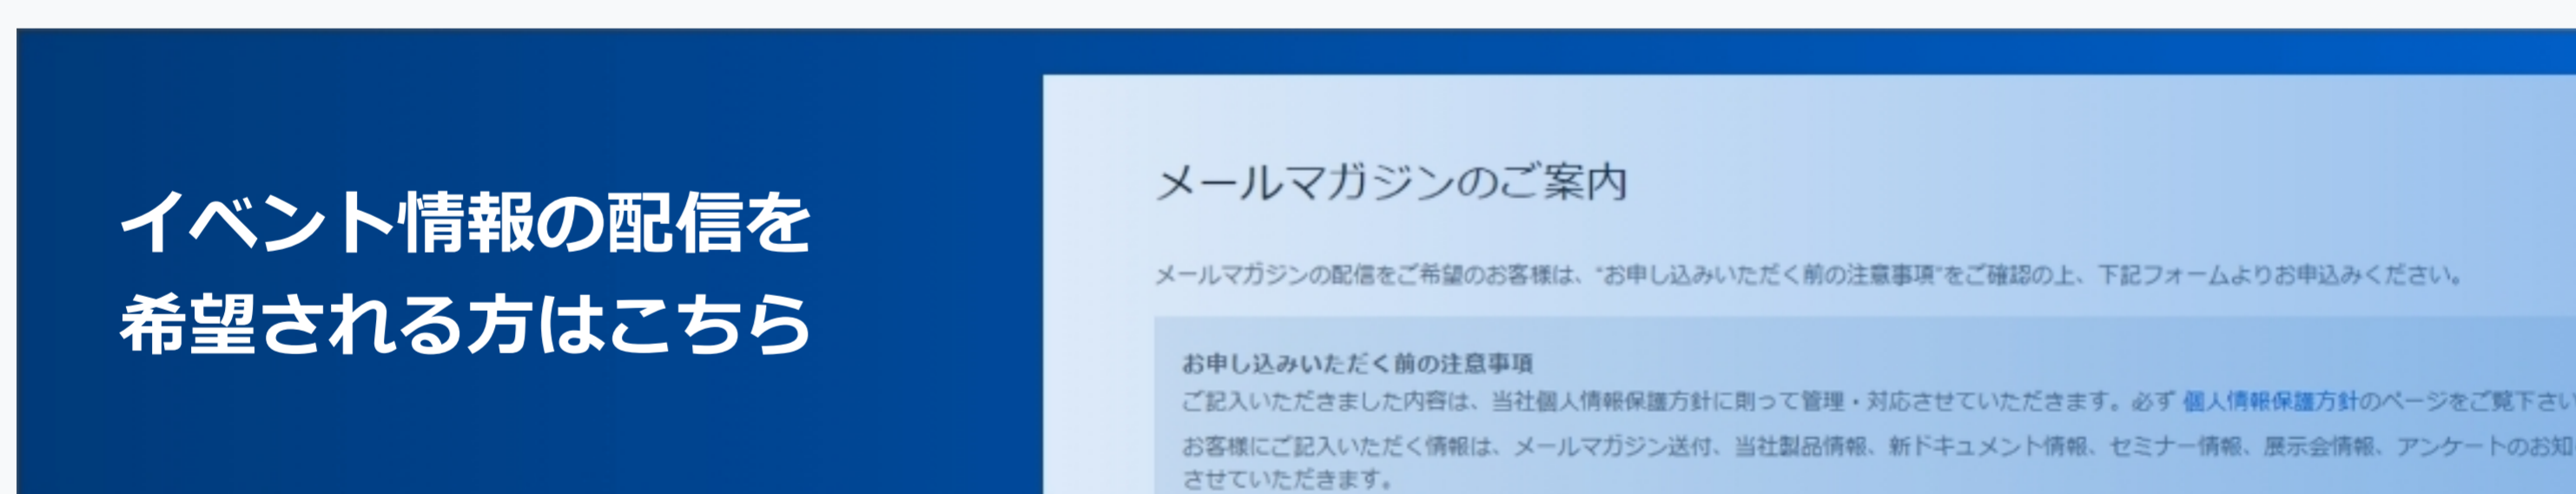 イベント情報の配信を
希望される方はこちら
メールマガジンのご案内
メールマガジンの配信をご希望のお客様は、“お申し込みいただく前の注意事項”をご確認の上、下記フォームよりお申込みください。
お申し込みいただく前の注意事項
ご記入いただきました内容は、当社個人情報保護方針に則って管理・対応させていただきます。必ず 個人情報保護方針のページをご覧下さい
お客様にご記入いただく情報は、メールマガジン送付、当社製品情報、新ドキュメント情報、セミナー情報、展示会情報、アンケートのお知
させていただきます。